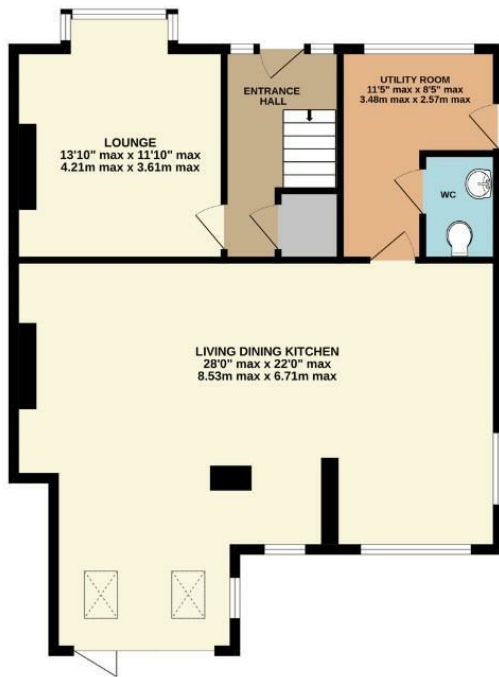 UTILITY ROOM
11'5" max x 8'5" max
3.48m max x 2.57m max
ENTRANCE
HALL
LOUNGE
13'10" max x 11'10" max
4.21m max x 3.61m max
WC
LIVING DINING KITCHEN
28'0" max x 22'0" max
8.53m max x 6.71m max